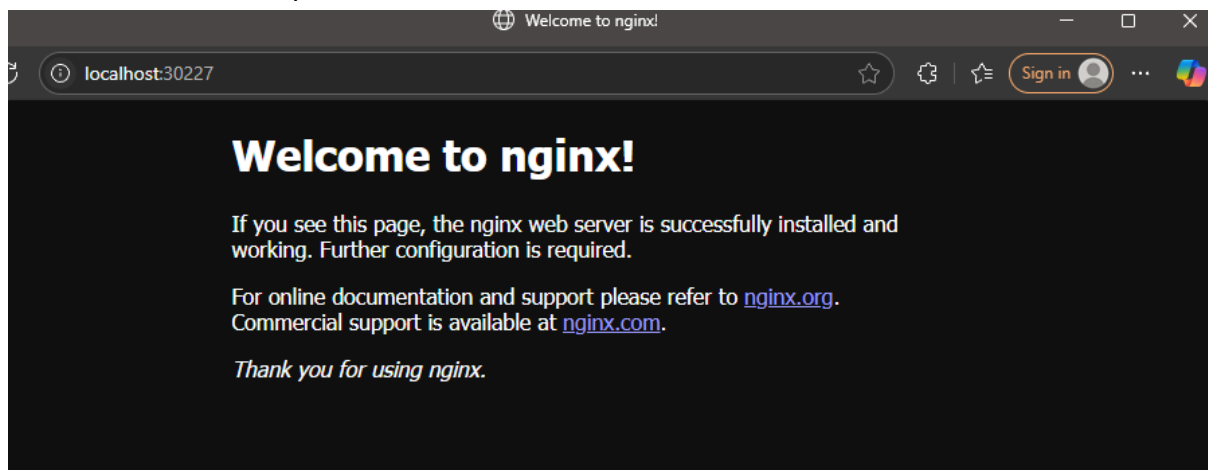 Welcome to nginx!
localhost:30227
Sign in
Welcome to nginx!
If you see this page, the nginx web server is successfully installed and
working. Further configuration is required.
For online documentation and support please refer to nginx.org.
Commercial support is available at nginx.com.
Thank you for using nginx.